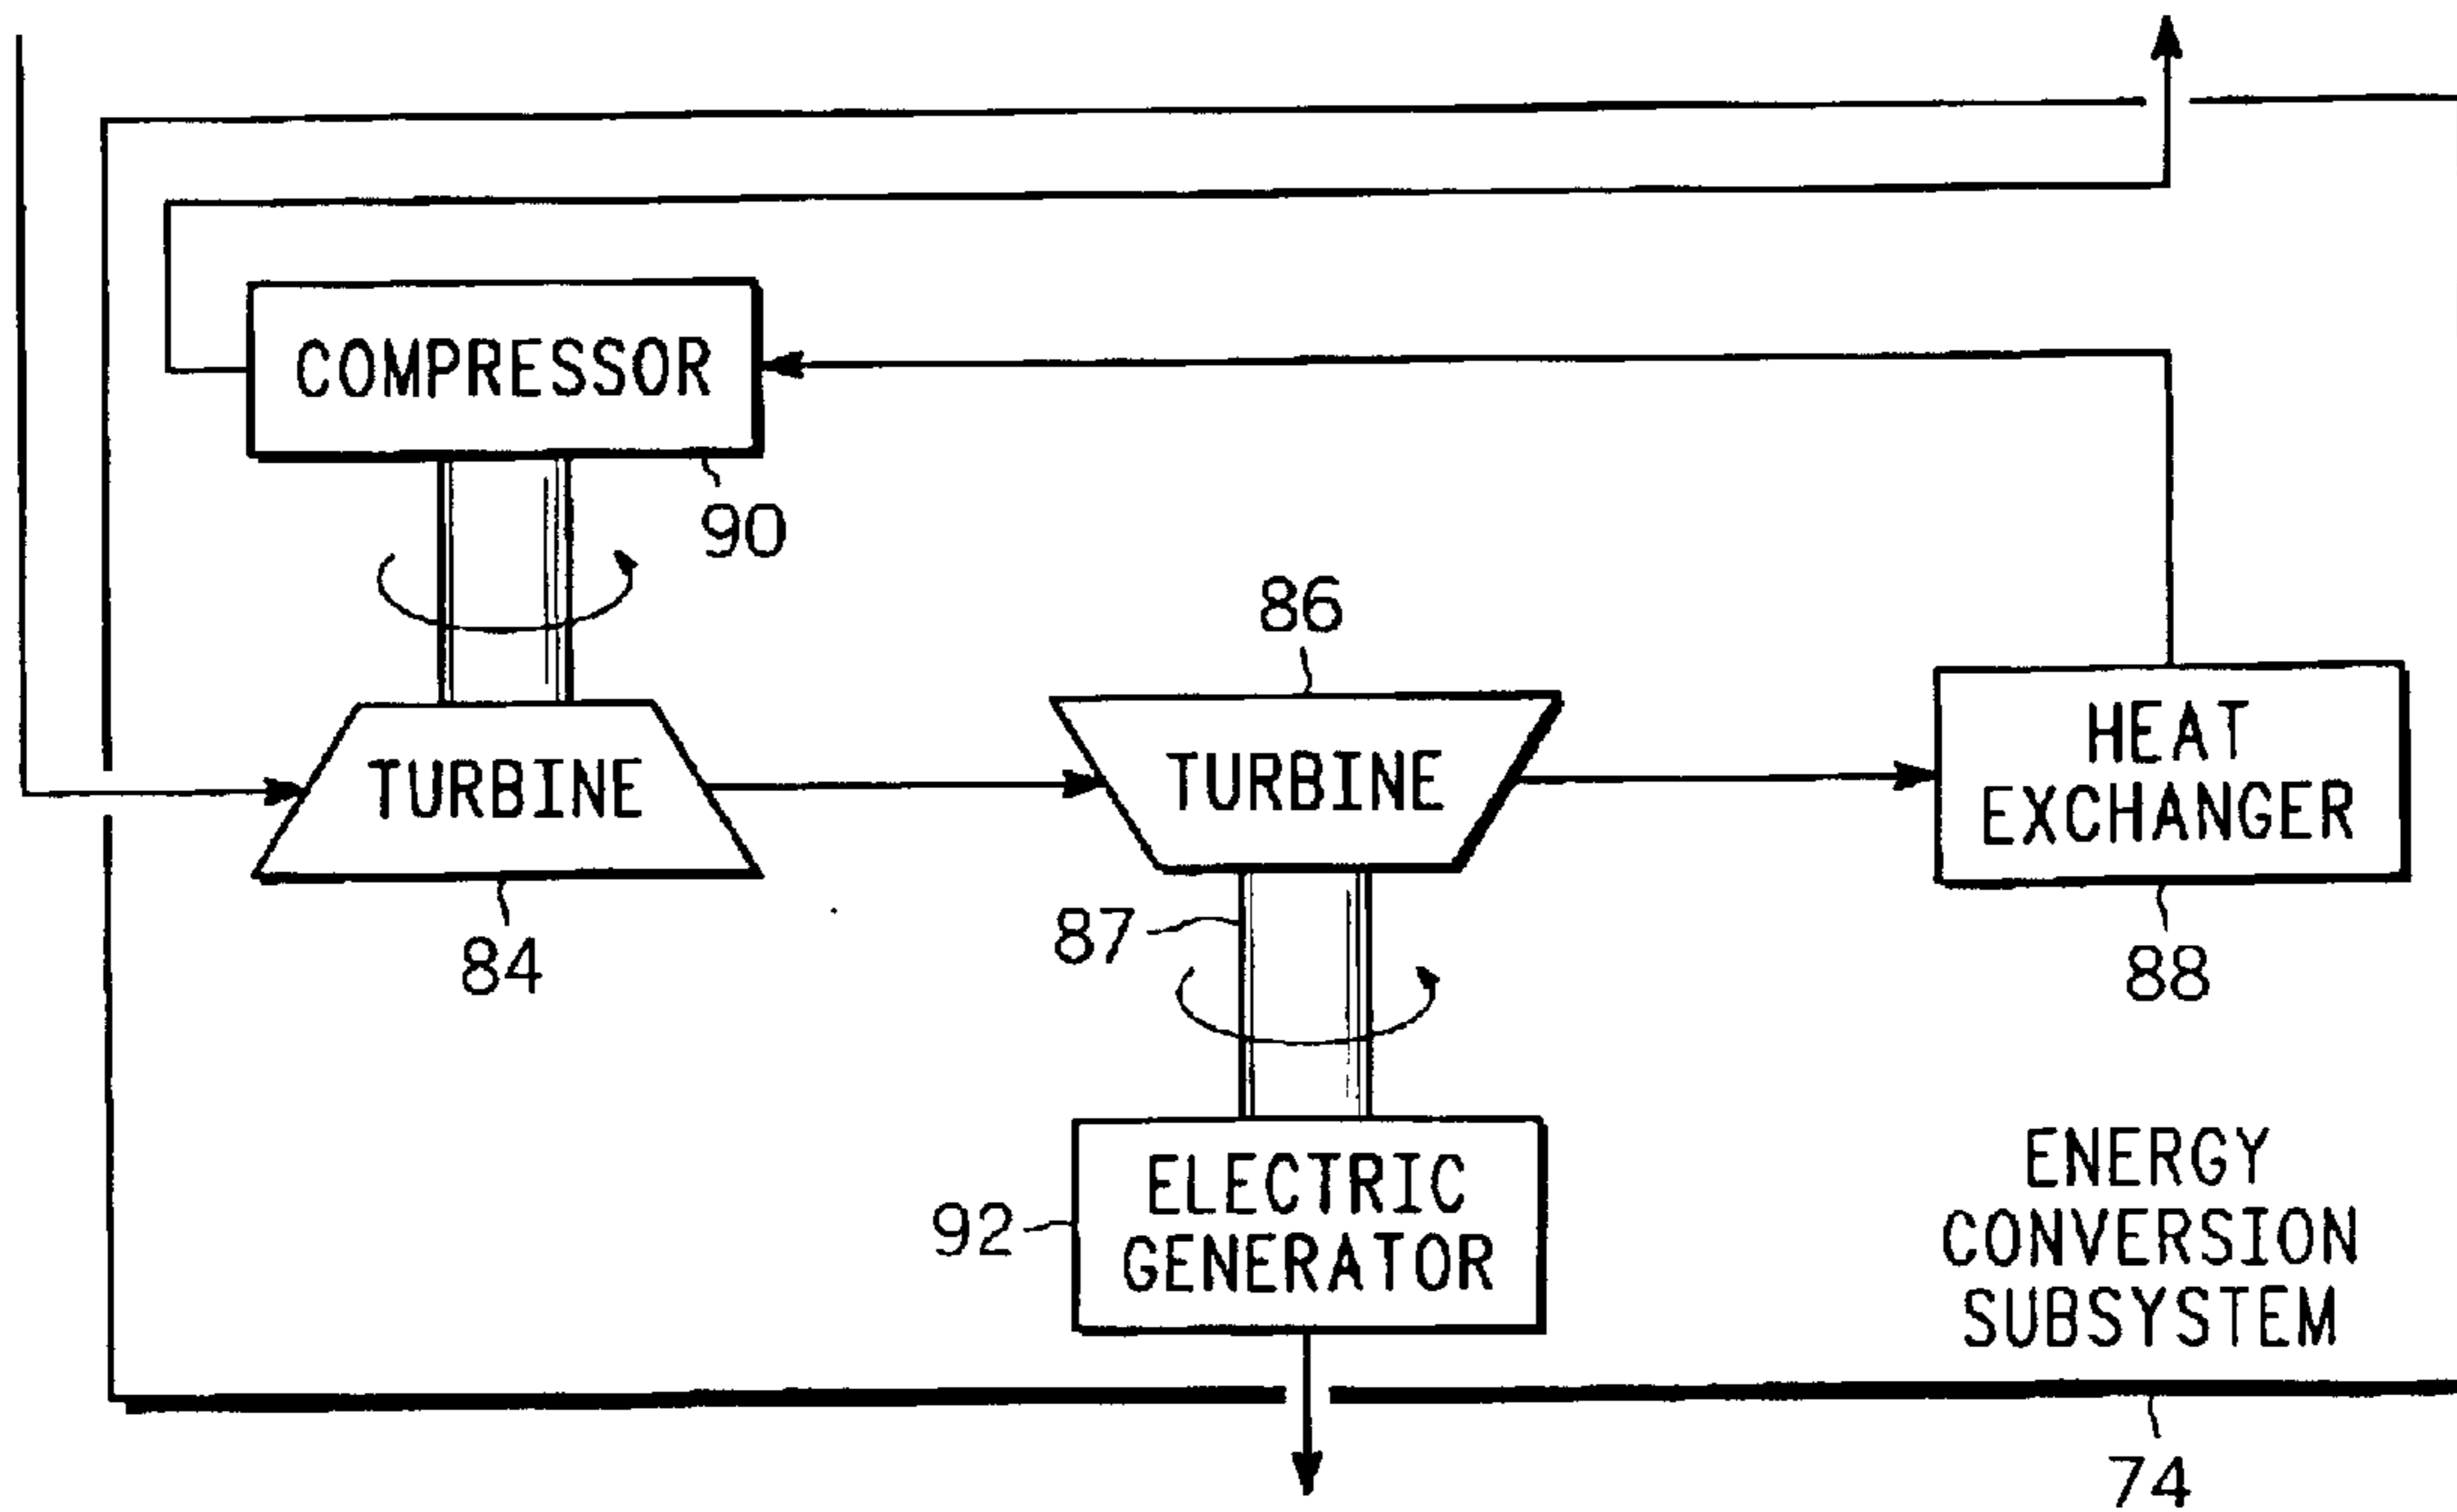 COMPRESSOR
90
86
TURBINE
TURBINE
HEAT
EXCHANGER
84
87
88
ELECTRIC
GENERATOR
92
ENERGY
CONVERSION
SUBSYSTEM
74